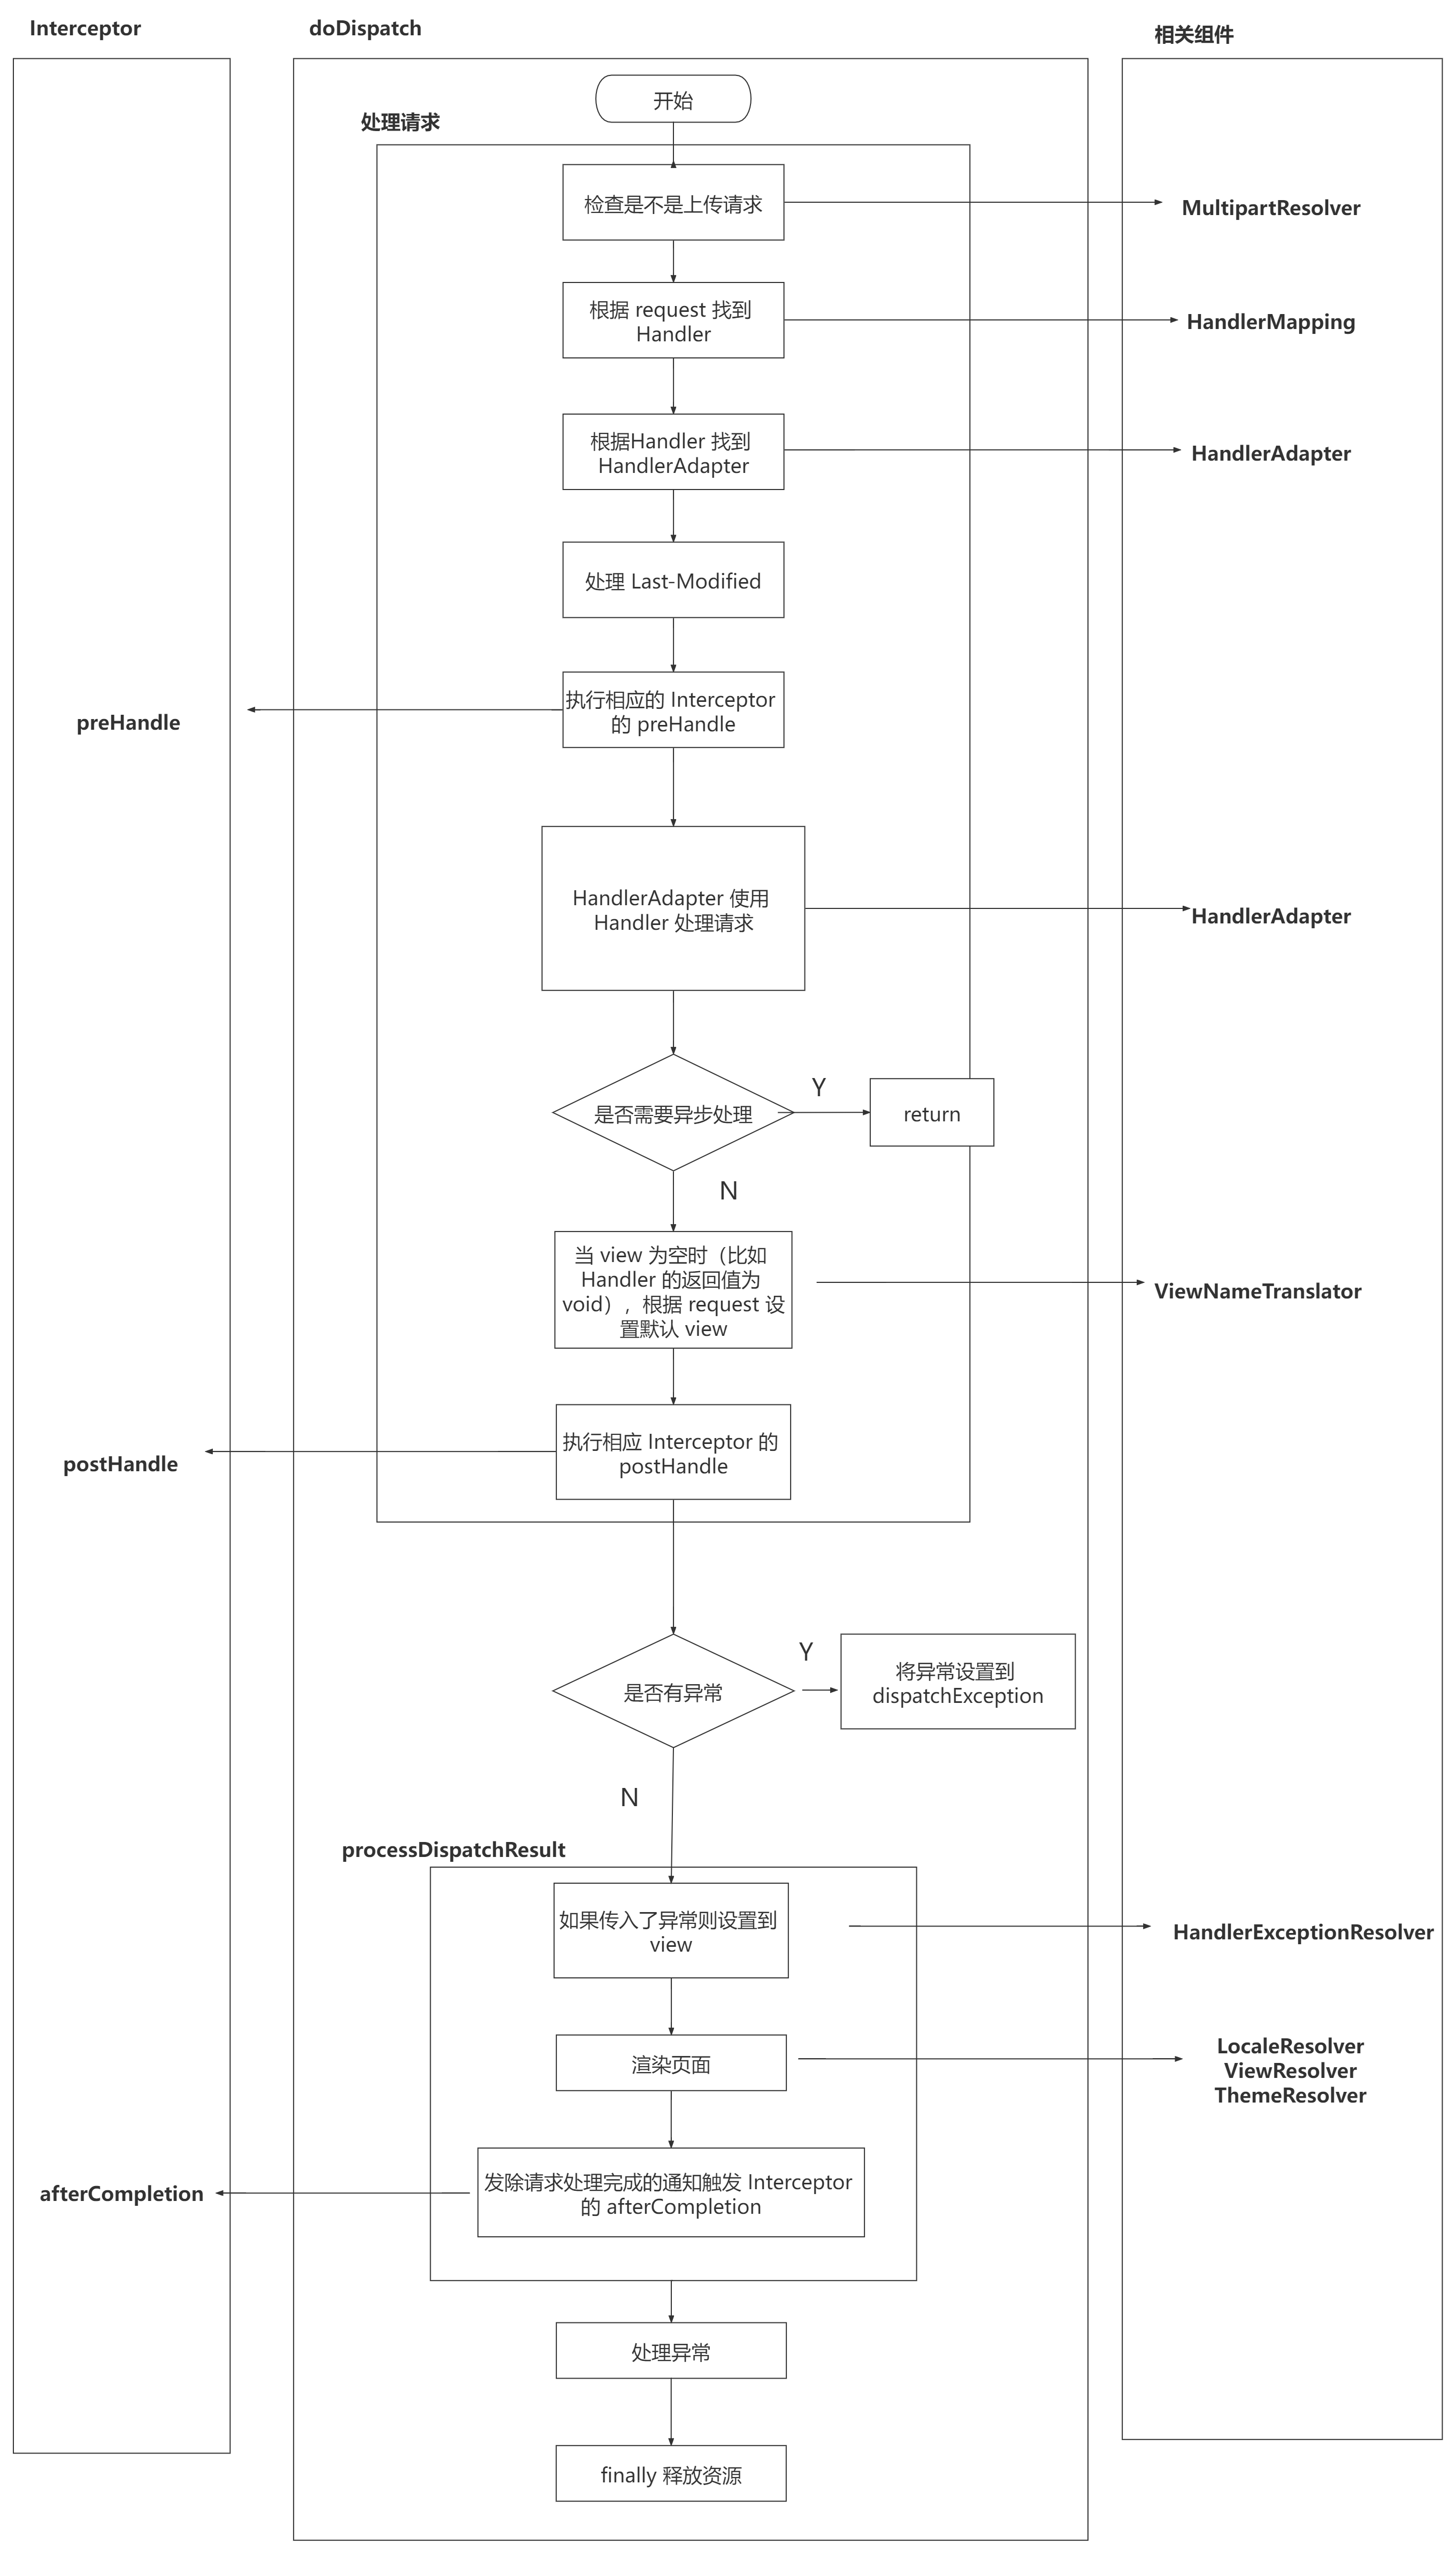 Interceptor
doDispatch
相关组件
开始
处理请求
检查是不是上传请求
MultipartResolver
根据 request 找到
Handler
HandlerMapping
根据Handler 找到
HandlerAdapter
HandlerAdapter
处理 Last-Modified
执行相应的 Interceptor
的 preHandle
preHandle
HandlerAdapter 使用
Handler 处理请求
HandlerAdapter
是否需要异步处理
Y
return
N
当 view 为空时（比如
Handler 的返回值为
void），根据 request 设
置默认 view
ViewNameTranslator
执行相应 Interceptor 的
postHandle
postHandle
是否有异常
Y
将异常设置到
dispatchException
N
processDispatchResult
如果传入了异常则设置到
view
HandlerExceptionResolver
渲染页面
LocaleResolver
ViewResolver
ThemeResolver
发除请求处理完成的通知触发 Interceptor
的 afterCompletion
afterCompletion
处理异常
finally 释放资源